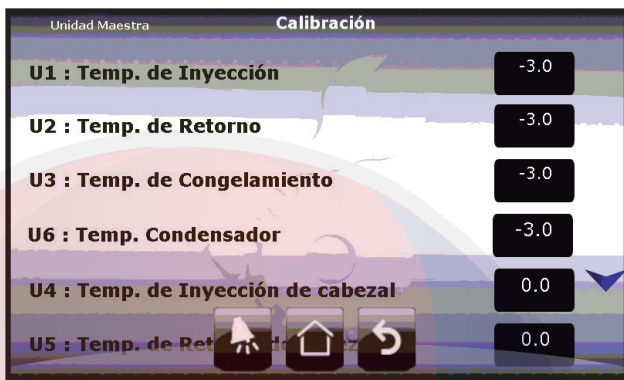 Unidad Maestra
Calibración
U1 : Temp. de Inyección -3.0
U2 : Temp. de Retorno -3.0
U3 : Temp. de Congelamiento -3.0
U6 : Temp. Condensador -3.0
U4 : Temp. de Inyección de cabezal 0.0
U5 : Temp. de 0.0